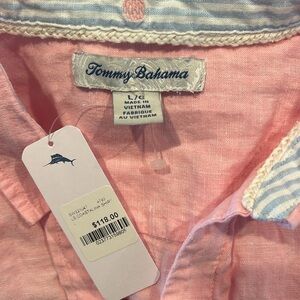 Tommy Bahama
L/G
MADE IN
VIETNAM
FABRIQUÉ
AU VIETNAM
$118.00